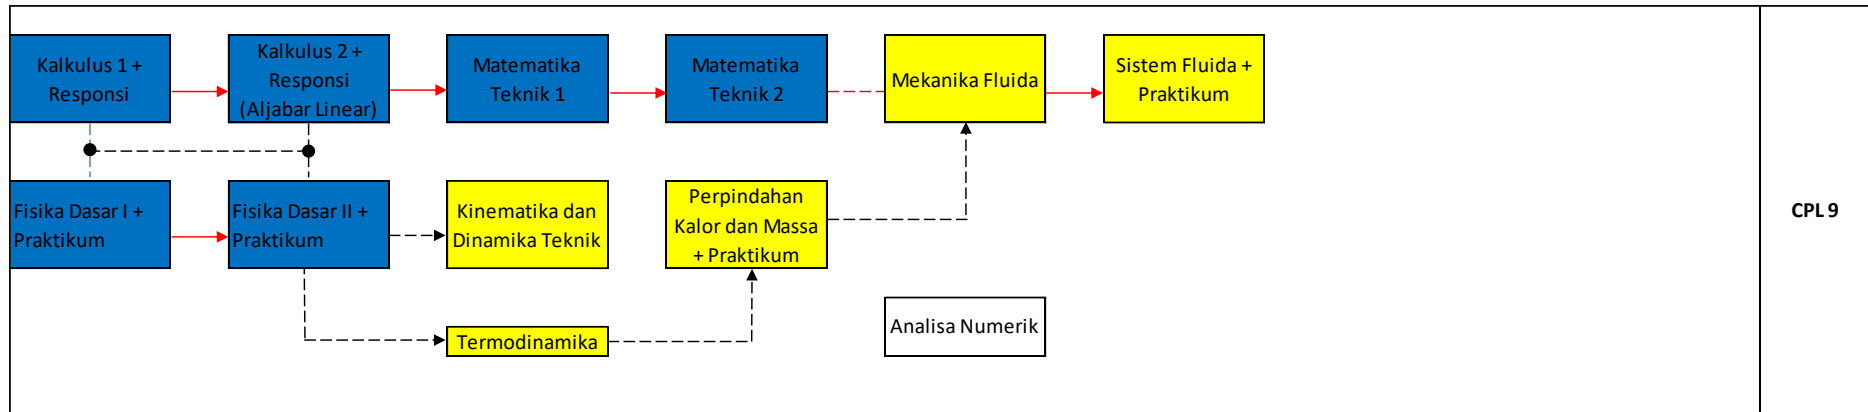 Kalkulus 1 +
Responsi
Kalkulus 2 +
Responsi
(Aljabar Linear)
Matematika
Teknik 1
Matematika
Teknik 2
Mekanika Fluida
Sistem Fluida +
Praktikum
Fisika Dasar I +
Praktikum
Fisika Dasar II +
Praktikum
Kinematika dan
Dinamika Teknik
Perpindahan
Kalor dan Massa
+ Praktikum
CPL 9
Termodinamika
Analisa Numerik